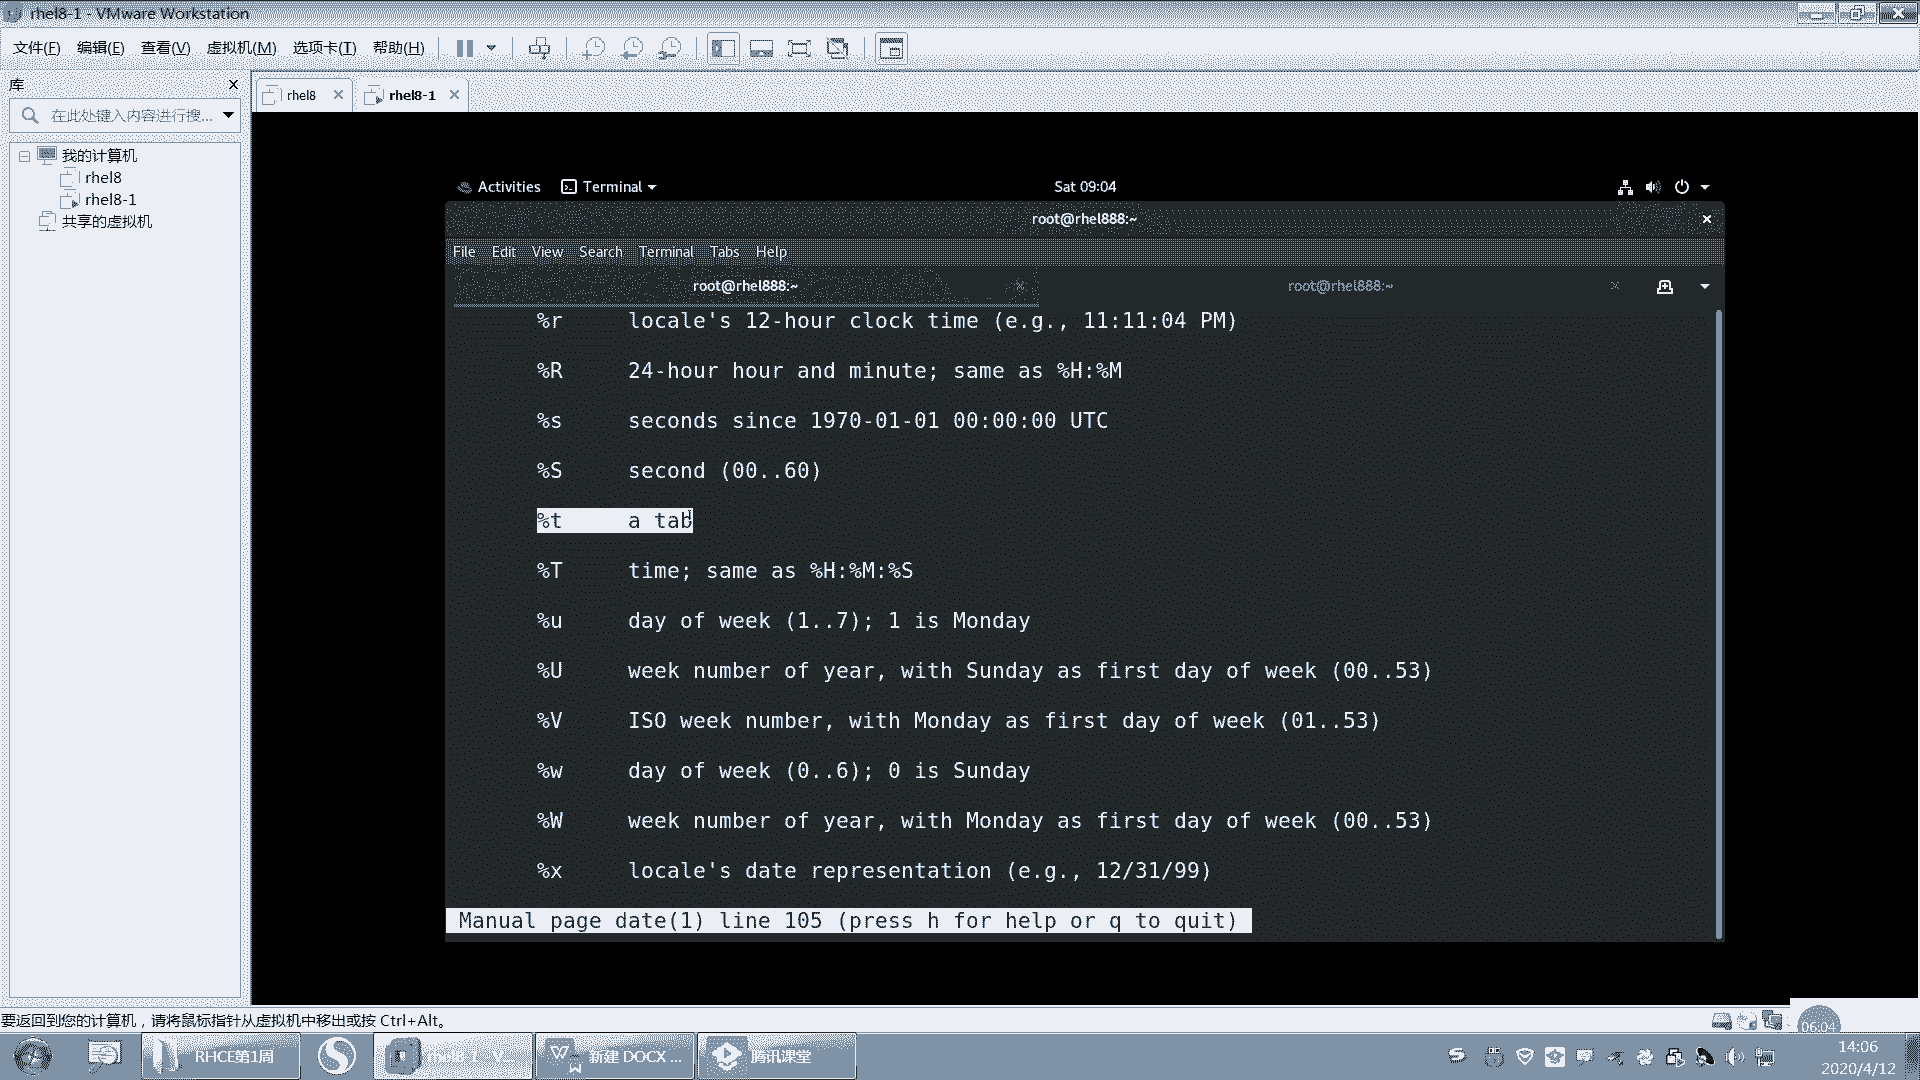 rhel8-1 - VMware Workstation
文件(F) 编辑(E) 查看(V) 虚拟机(M) 选项卡(T) 帮助(H)
库
在此处键入内容进行搜...
我的计算机
rhel8
rhel8-1
共享的虚拟机
rhel8
rhel8-1
Activities Terminal Sat 09:04
root@rhel888:~
File Edit View Search Terminal Tabs Help
root@rhel888:~ root@rhel888:~
%r locale's 12-hour clock time (e.g., 11:11:04 PM)
%R 24-hour hour and minute; same as %H:%M
%s seconds since 1970-01-01 00:00:00 UTC
%S second (00..60)
%t a tab
%T time; same as %H:%M:%S
%u day of week (1..7); 1 is Monday
%U week number of year, with Sunday as first day of week (00..53)
%V ISO week number, with Monday as first day of week (01..53)
%w day of week (0..6); 0 is Sunday
%W week number of year, with Monday as first day of week (00..53)
%x locale's date representation (e.g., 12/31/99)
Manual page date(1) line 105 (press h for help or q to quit)
要返回到您的计算机，请将鼠标指针从虚拟机中移出或按 Ctrl+Alt。
06:04
RHCE第1周 rhel8-1 - V... 新建 DOCX ... 腾讯课堂
14:06
2020/4/12